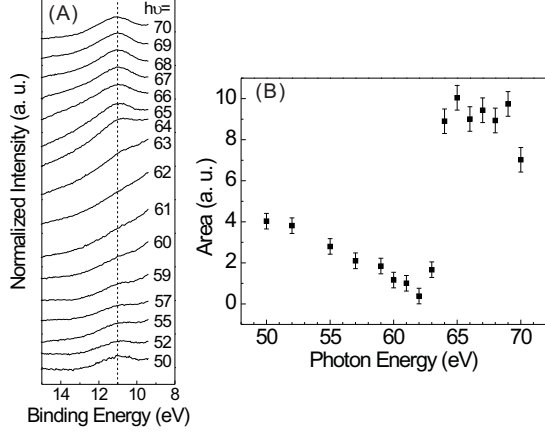 (A)
hυ=
70
69
68
67
66
65
64
63
62
61
60
59
57
55
52
50
Normalized Intensity (a. u.)
14 12 10 8
Binding Energy (eV)
(B)
10
8
6
4
2
0
Area (a. u.)
50 55 60 65 70
Photon Energy (eV)